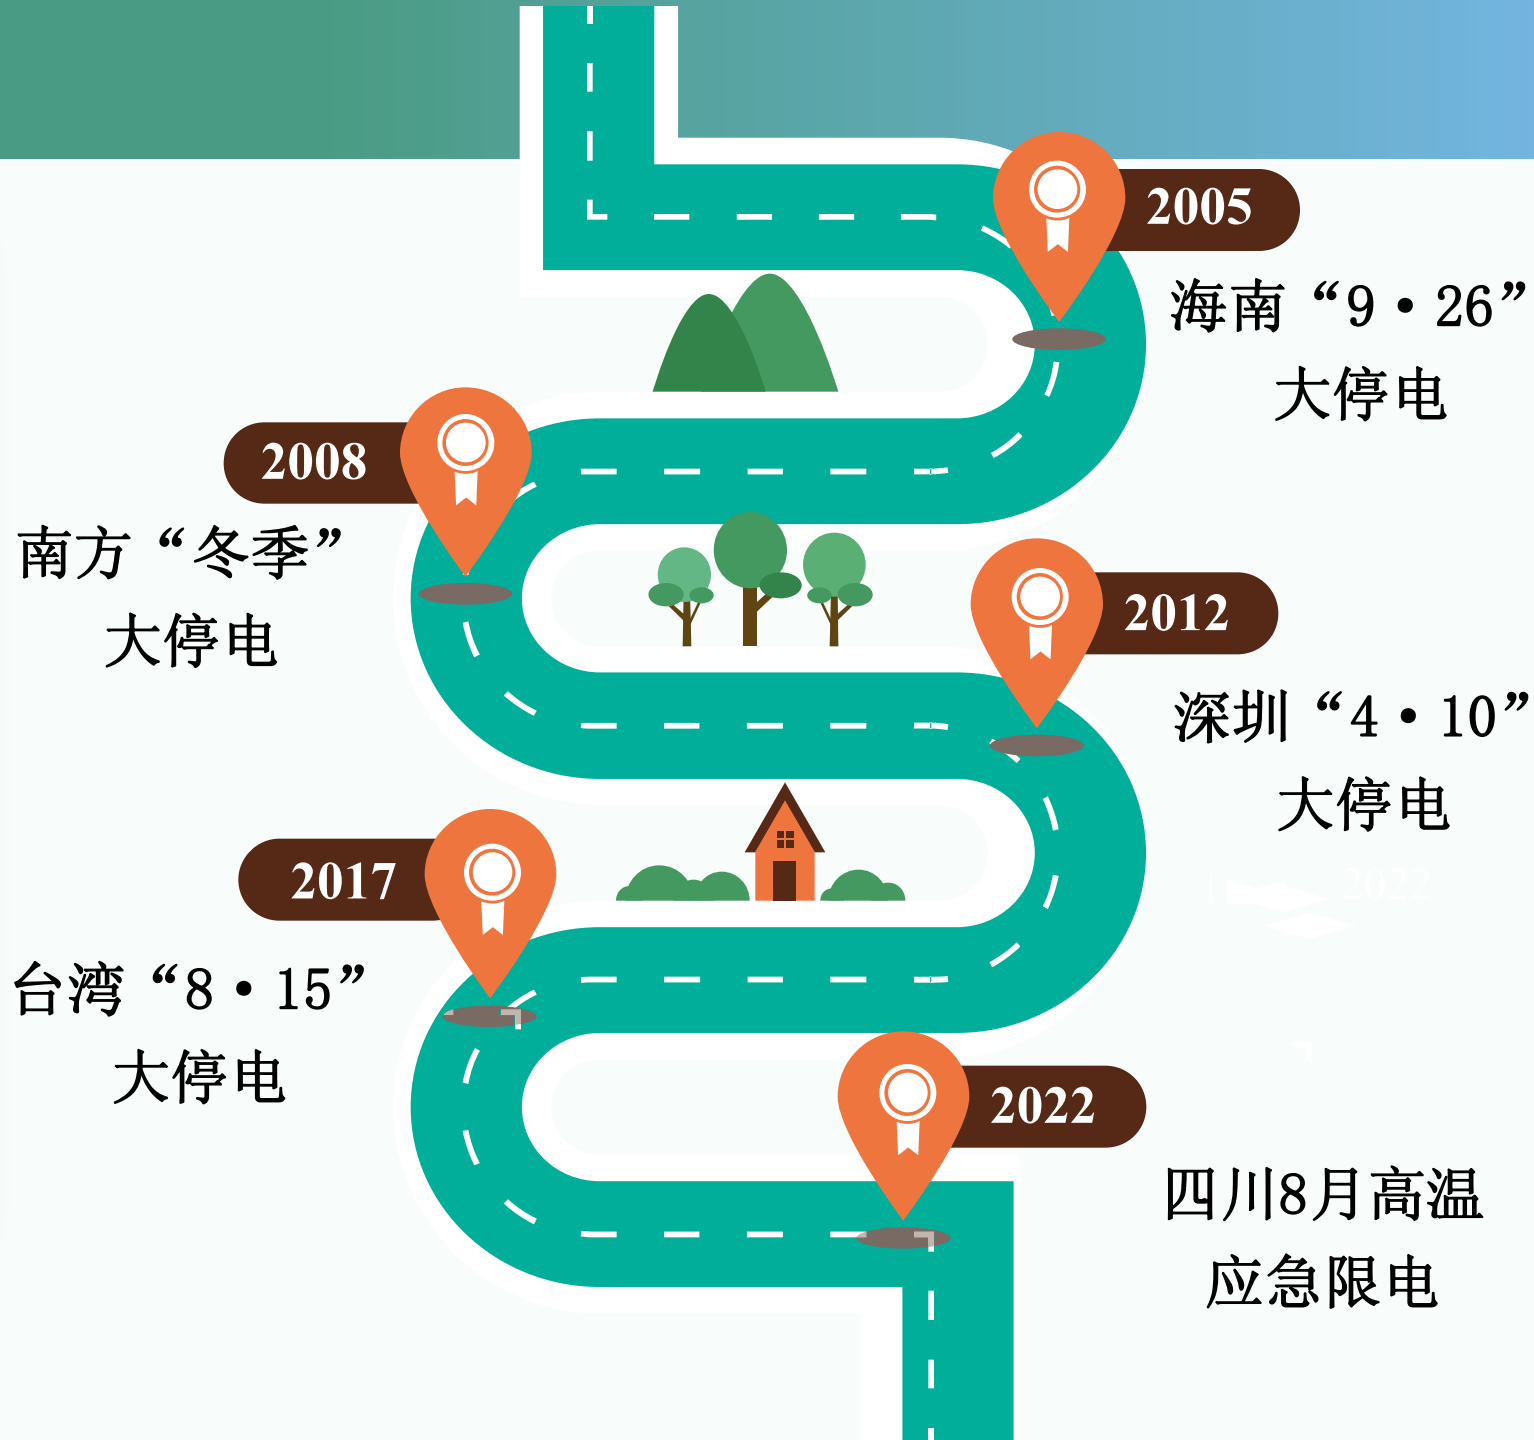 2005
海南“9·26”
大停电
2008
南方“冬季”
大停电
2012
深圳“4·10”
大停电
2017
台湾“8·15”
大停电
2022
2022
四川8月高温
应急限电